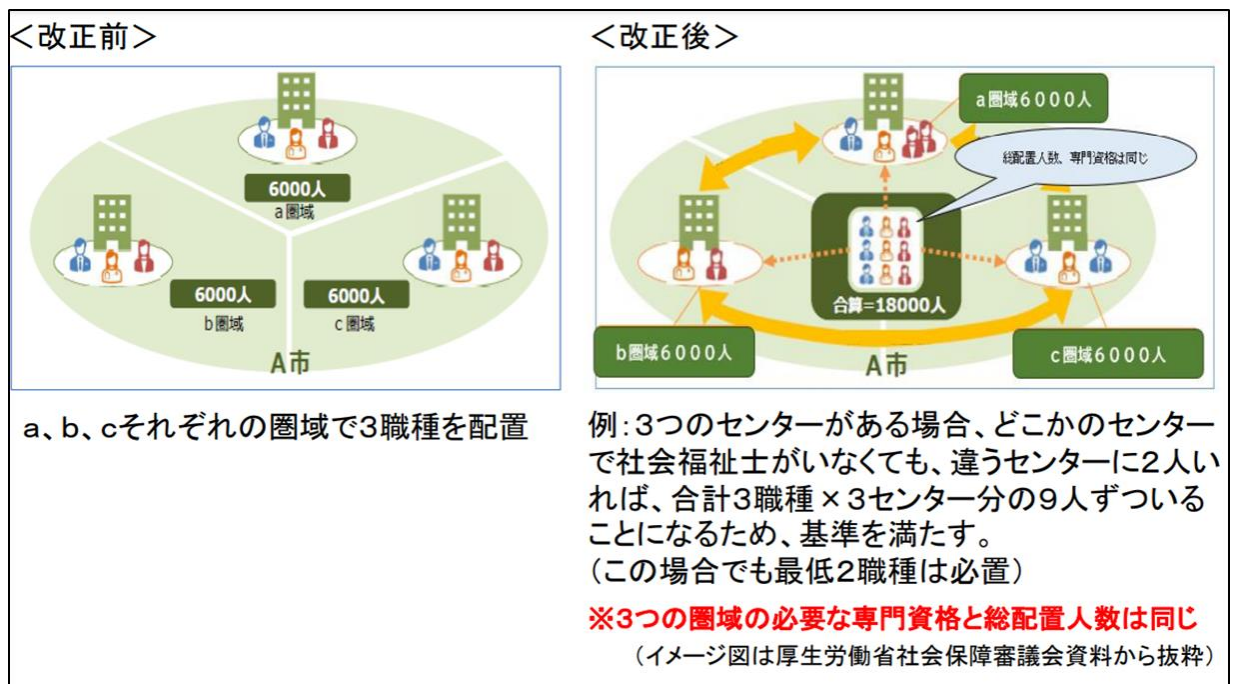 ＜改正前＞
6000人
a圏域
6000人
b圏域
6000人
c圏域
A市
a、b、cそれぞれの圏域で3職種を配置
＜改正後＞
a圏域6000人
総配置人数、専門資格は同じ
合算=18000人
b圏域6000人
A市
c圏域6000人
例：3つのセンターがある場合、どこかのセンター
で社会福祉士がいなくても、違うセンターに2人い
れば、合計3職種×3センター分の9人ずついる
ことになるため、基準を満たす。
（この場合でも最低2職種は必置）
※3つの圏域の必要な専門資格と総配置人数は同じ
（イメージ図は厚生労働省社会保障審議会資料から抜粋）